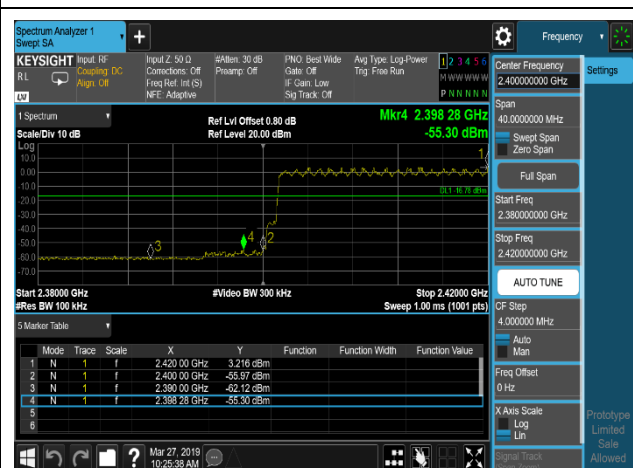 Spectrum Analyzer 1
Swept SA
Frequency
KEYSIGHT
RL
Input: RF
Coupling: DC
Align: Off
Input Z: 50 Ω
Corrections: Off
Freq Ref: Int (S)
NFE: Adaptive
#Atten: 30 dB
Preamp: Off
PNO: Best Wide
Gate: Off
IF Gain: Low
Sig Track: Off
Avg Type: Log-Power
Trig: Free Run
1 2 3 4 5 6
M W W W W W
P N N N N N
LW
1 Spectrum
Scale/Div 10 dB
Ref Lvl Offset 0.80 dB
Ref Level 20.00 dBm
Mkr4 2.398 28 GHz
-55.30 dBm
Log
10.0
0.00
-10.0
-20.0
-30.0
-40.0
-50.0
-60.0
-70.0
1
DL1 -16.78 dBm
3
4
2
Start 2.38000 GHz
#Res BW 100 kHz
#Video BW 300 kHz
Stop 2.42000 GHz
Sweep 1.00 ms (1001 pts)
5 Marker Table
Mode Trace Scale X Y Function Function Width Function Value
1 N 1 f 2.420 00 GHz 3.216 dBm
2 N 1 f 2.400 00 GHz -55.97 dBm
3 N 1 f 2.390 00 GHz -62.12 dBm
4 N 1 f 2.398 28 GHz -55.30 dBm
5
6
Mar 27, 2019
10:25:38 AM
Center Frequency
2.400000000 GHz
Settings
Span
40.0000000 MHz
Swept Span
Zero Span
Full Span
Start Freq
2.380000000 GHz
Stop Freq
2.420000000 GHz
AUTO TUNE
CF Step
4.000000 MHz
Auto
Man
Freq Offset
0 Hz
X Axis Scale
Log
Lin
Signal Track
Prototype
Limited
Sale
Allowed